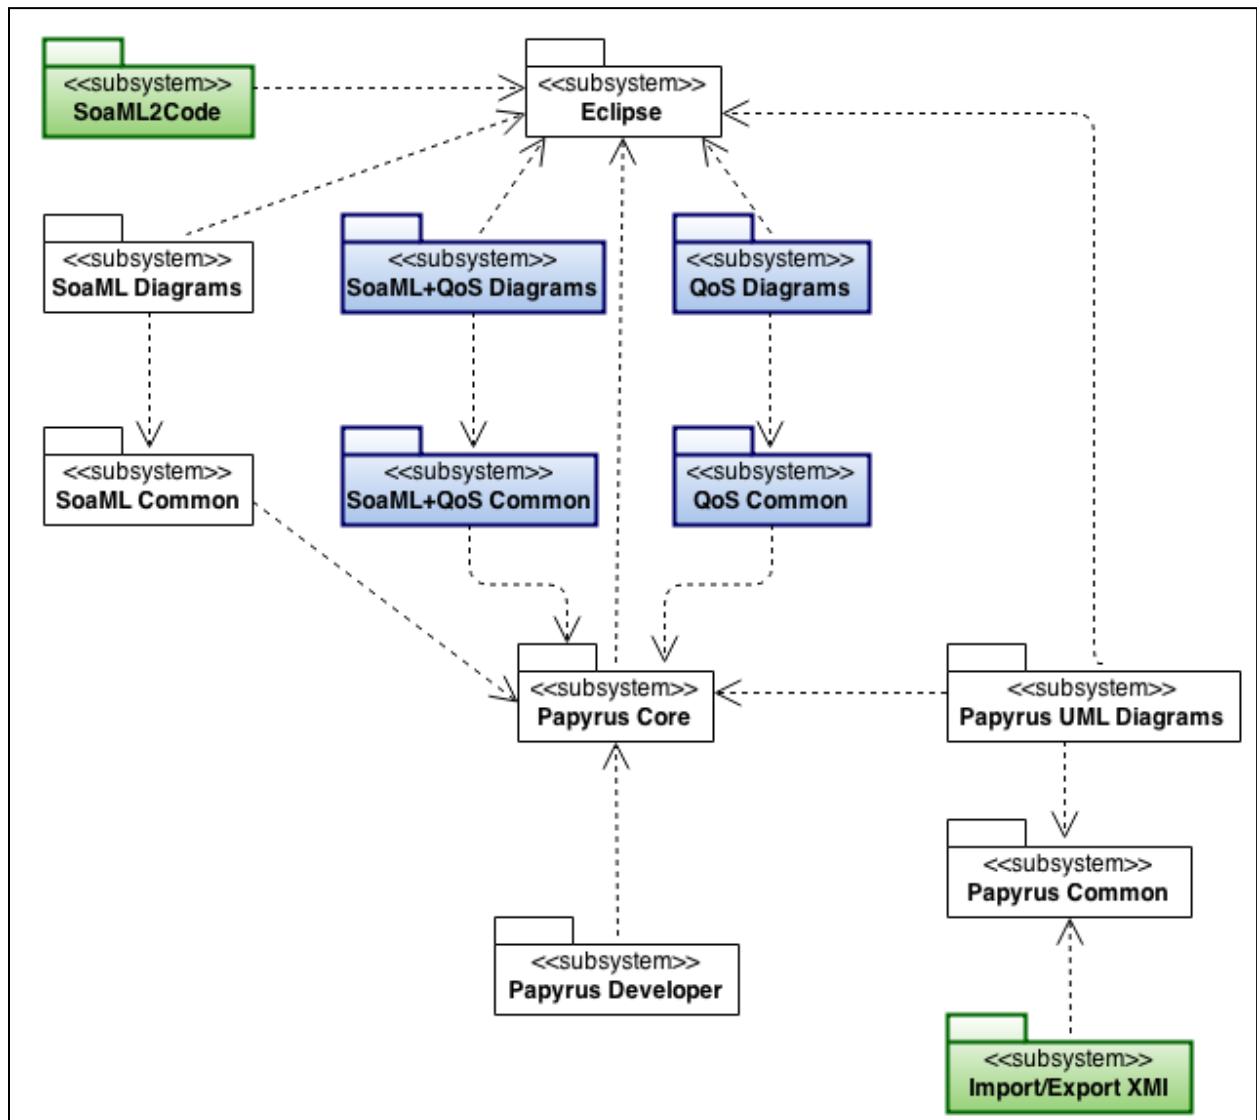 <<subsystem>>
SoaML2Code
<<subsystem>>
Eclipse
<<subsystem>>
SoaML Diagrams
<<subsystem>>
SoaML+QoS Diagrams
<<subsystem>>
QoS Diagrams
<<subsystem>>
SoaML Common
<<subsystem>>
SoaML+QoS Common
<<subsystem>>
QoS Common
<<subsystem>>
Papyrus Core
<<subsystem>>
Papyrus UML Diagrams
<<subsystem>>
Papyrus Common
<<subsystem>>
Papyrus Developer
<<subsystem>>
Import/Export XMI